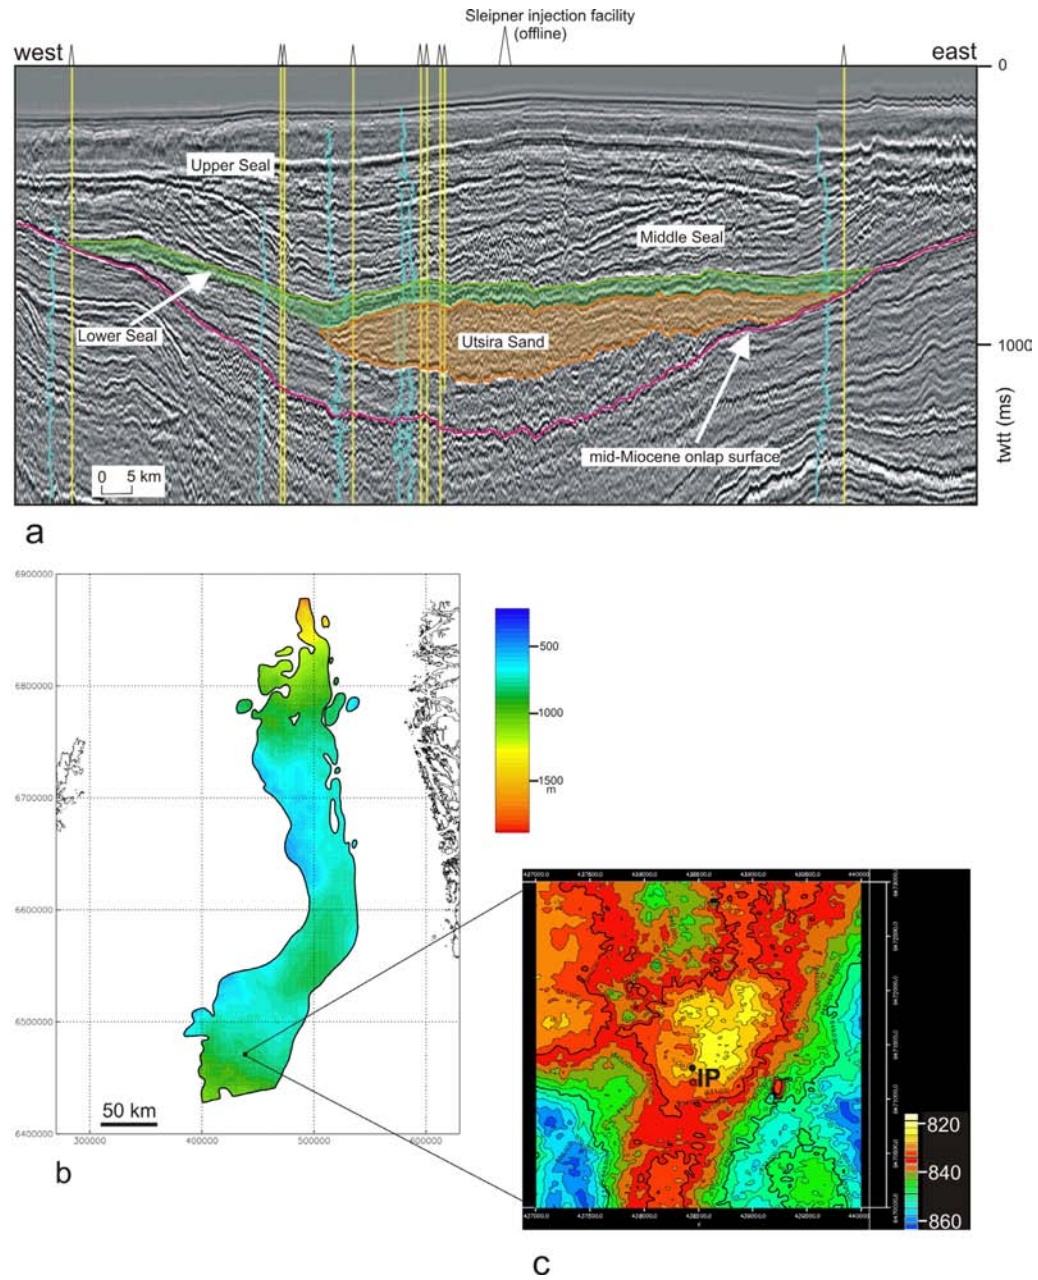 Sleipner injection facility
(offline)
west
east
0
Upper Seal
Middle Seal
Lower Seal
Utsira Sand
1000
twtt (ms)
mid-Miocene onlap surface
0 5 km
a
6900000
6800000
6700000
6600000
6500000
6400000
300000 400000 500000 600000
50 km
500
1000
1500
m
b
IP
820
840
860
c